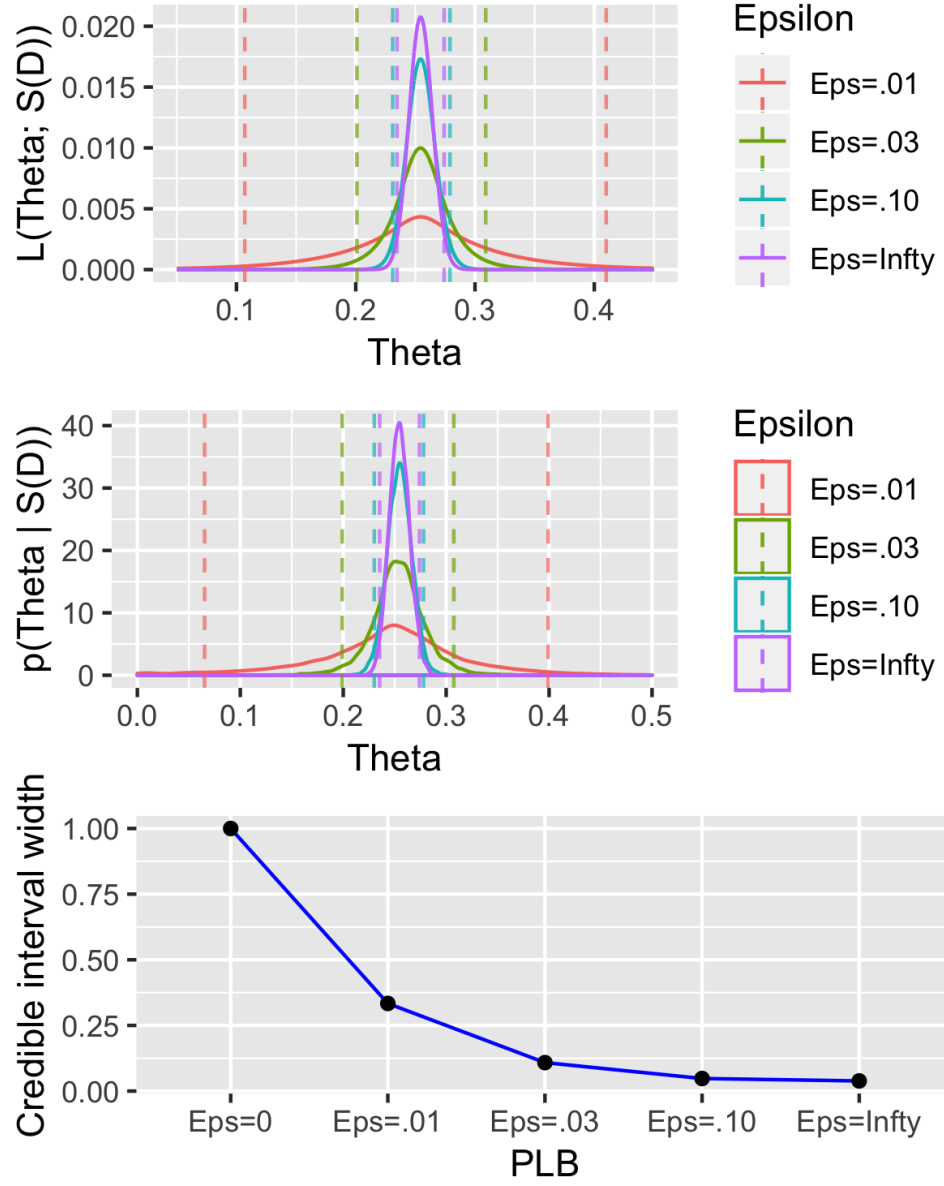 L(Theta; S(D))
0.020
0.015
0.010
0.005
0.000
0.1 0.2 0.3 0.4
Theta
Epsilon
Eps=.01
Eps=.03
Eps=.10
Eps=Infty
p(Theta | S(D))
40
30
20
10
0
0.0 0.1 0.2 0.3 0.4 0.5
Theta
Epsilon
Eps=.01
Eps=.03
Eps=.10
Eps=Infty
Credible interval width
1.00
0.75
0.50
0.25
0.00
Eps=0 Eps=.01 Eps=.03 Eps=.10 Eps=Infty
PLB